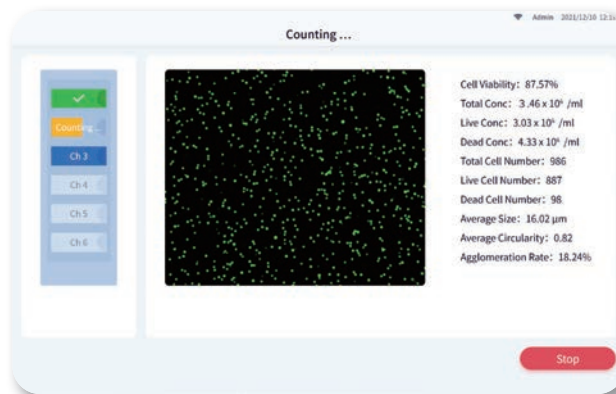 Admin 2021/12/10 12:1
Counting ...
Counting...
Ch 3
Ch 4
Ch 5
Ch 6
Cell Viability: 87.57%
Total Conc: 3.46 x 10⁶ /ml
Live Conc: 3.03 x 10⁶ /ml
Dead Conc: 4.33 x 10⁶ /ml
Total Cell Number: 986
Live Cell Number: 887
Dead Cell Number: 98
Average Size: 16.02 μm
Average Circularity: 0.82
Agglomeration Rate: 18.24%
Stop